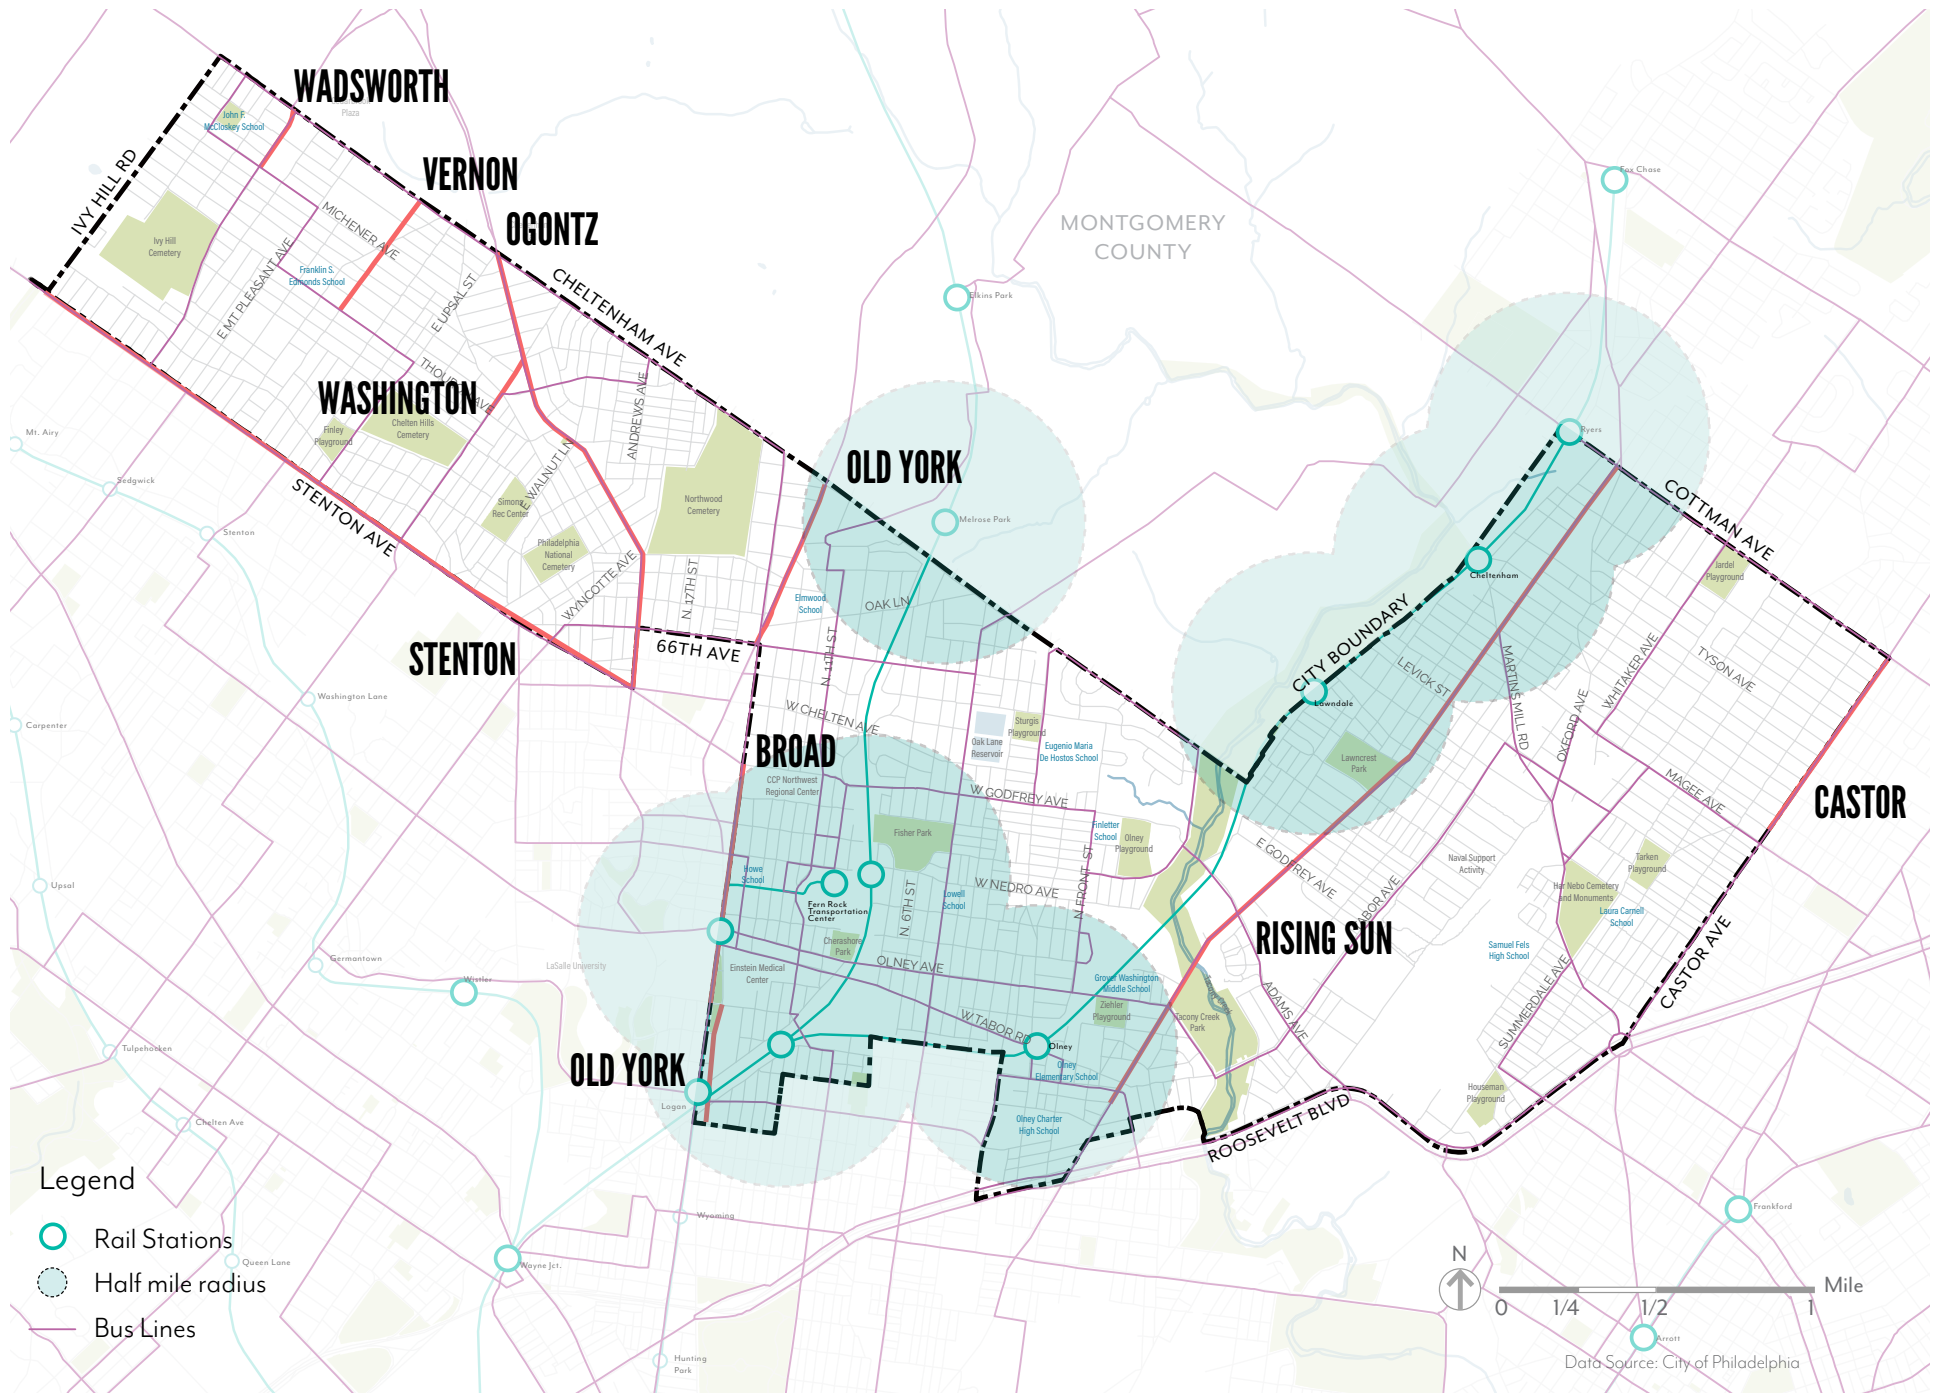 WADSWORTH
Plaza
John F.
McCloskey School
VERNON
IVY HILL RD
MICHENER AVE
OGONTZ
Ivy Hill
Cemetery
E MT PLEASANT AVE
Franklin S.
Edmonds School
E UPSAL ST
CHELTENHAM AVE
MONTGOMERY
COUNTY
Fox Chase
Elkins Park
WASHINGTON
ANDREWS AVE
Finley
Playground
Chelten Hills
Cemetery
Mt. Airy
Sedgwick
Stenton
STENTON AVE
E WALNUT LN
Simons
Rec Center
Philadelphia
National
Cemetery
WYNCOTTE AVE
Northwood
Cemetery
N. 17TH ST
OLD YORK
Melrose Park
Elmwood
School
OAK LN
N. 11TH ST
Ryers
COTTMAN AVE
Cheltenham
Jardel
Playground
STENTON
66TH AVE
CITY BOUNDARY
LEVICK ST
MARTINS MILL RD
WHITAKER AVE
OXFORD AVE
TYSON AVE
Washington Lane
Carpenter
W CHELTEN AVE
Lawndale
Oak Lane
Reservoir
Sturgis
Playground
Eugenio Maria
De Hostos School
Lawncrest
Park
MAGEE AVE
CASTOR
BROAD
CCP Northwest
Regional Center
W GODFREY AVE
Fisher Park
Finletter
School
Olney
Playground
E GODFREY AVE
Naval Support
Activity
Tarken
Playground
Har Nebo Cemetery
and Monuments
Laura Carnell
School
Upsal
Howe
School
Fern Rock
Transportation
Center
N. 6TH ST
Lowell
School
W NEDRO AVE
N FRONT ST
RISING SUN
Samuel Fels
High School
SUMMERDALE AVE
CASTOR AVE
Germantown
LaSalle University
Wister
Einstein Medical
Center
Cherashore
Park
OLNEY AVE
Grover Washington
Middle School
Ziehler
Playground
Tacony Creek
Tacony Creek
Park
ADAMS AVE
W TABOR RD
Olney
Olney
Elementary School
Tulpehocken
OLD YORK
Logan
Olney Charter
High School
ROOSEVELT BLVD
Houseman
Playground
Chelten Ave
Legend
Rail Stations
Half mile radius
Bus Lines
Queen Lane
Wayne Jct.
Wyoming
Hunting
Park
Frankford
Arrott
N
0
1/4
1/2
1
Mile
Data Source: City of Philadelphia